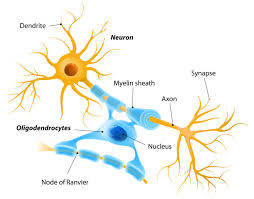 Dendrite
Neuron
Myelin sheath
Synapse
Axon
Oligodendrocytes
Nucleus
Node of Ranvier